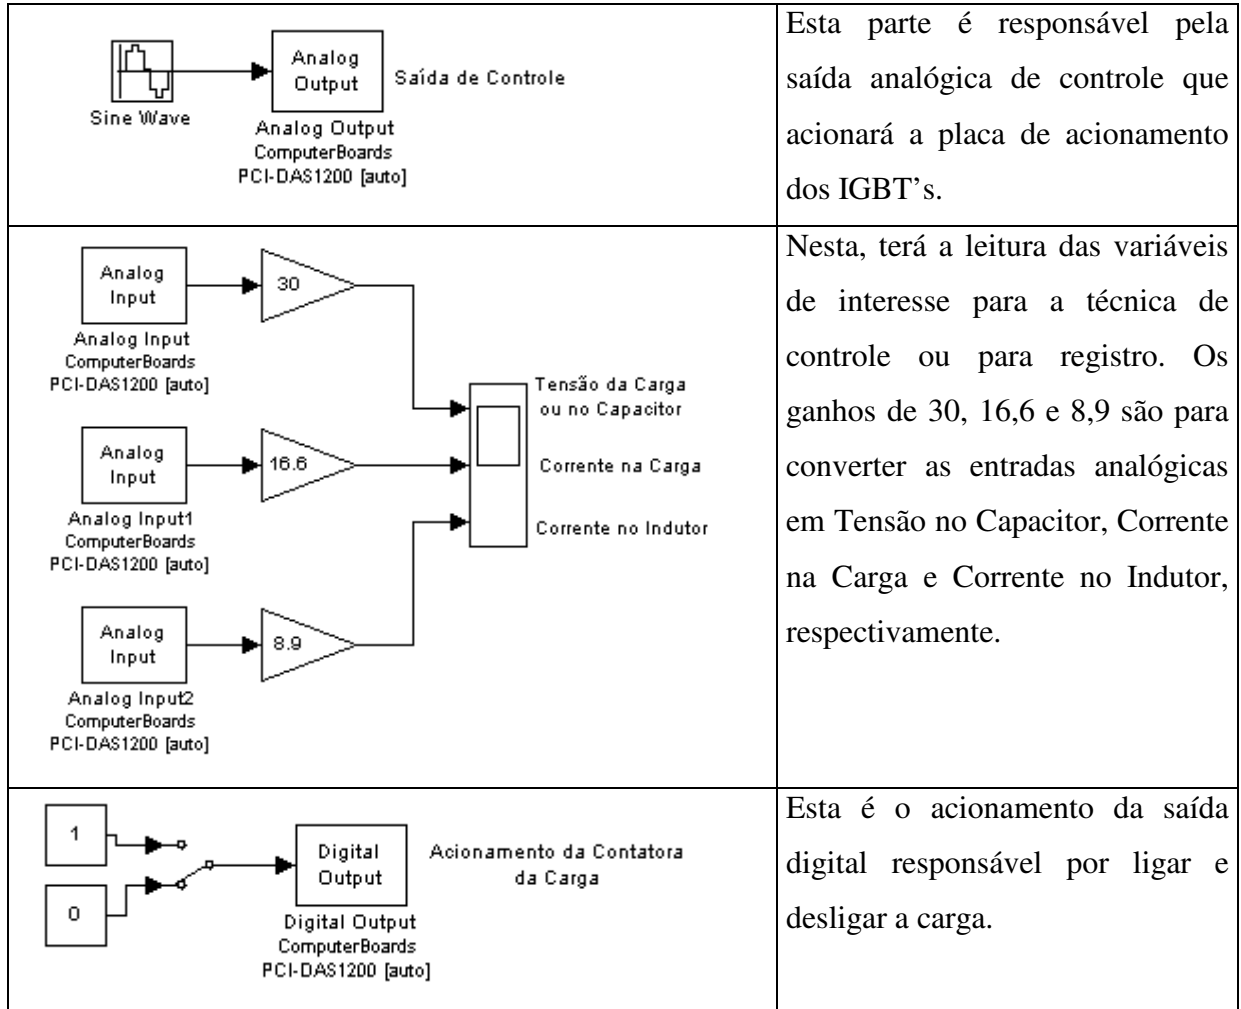 Analog
Output
Saída de Controle
Sine Wave
Analog Output
ComputerBoards
PCI-DAS1200 [auto]
Esta parte é responsável pela
saída analógica de controle que
acionará a placa de acionamento
dos IGBT’s.
Analog
Input
30
Analog Input
ComputerBoards
PCI-DAS1200 [auto]
Tensão da Carga
ou no Capacitor
Analog
Input
16.6
Corrente na Carga
Analog Input1
ComputerBoards
PCI-DAS1200 [auto]
Corrente no Indutor
Analog
Input
8.9
Analog Input2
ComputerBoards
PCI-DAS1200 [auto]
Nesta, terá a leitura das variáveis
de interesse para a técnica de
controle ou para registro. Os
ganhos de 30, 16,6 e 8,9 são para
converter as entradas analógicas
em Tensão no Capacitor, Corrente
na Carga e Corrente no Indutor,
respectivamente.
1
0
Digital
Output
Acionamento da Contatora
da Carga
Digital Output
ComputerBoards
PCI-DAS1200 [auto]
Esta é o acionamento da saída
digital responsável por ligar e
desligar a carga.